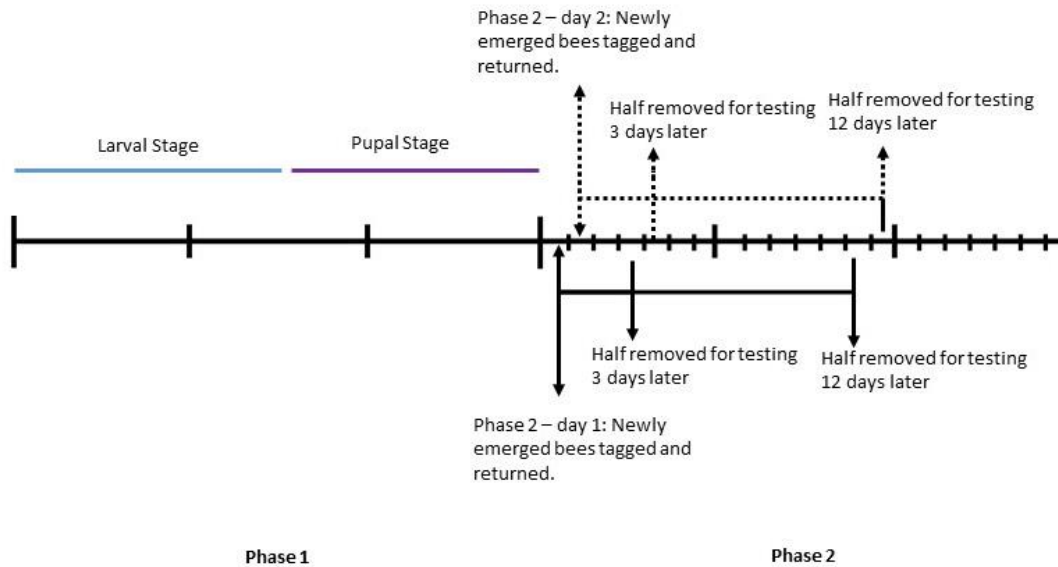 Phase 2 – day 2: Newly
emerged bees tagged and
returned.
Half removed for testing
3 days later
Half removed for testing
12 days later
Larval Stage
Pupal Stage
Half removed for testing
3 days later
Half removed for testing
12 days later
Phase 2 – day 1: Newly
emerged bees tagged and
returned.
Phase 1
Phase 2